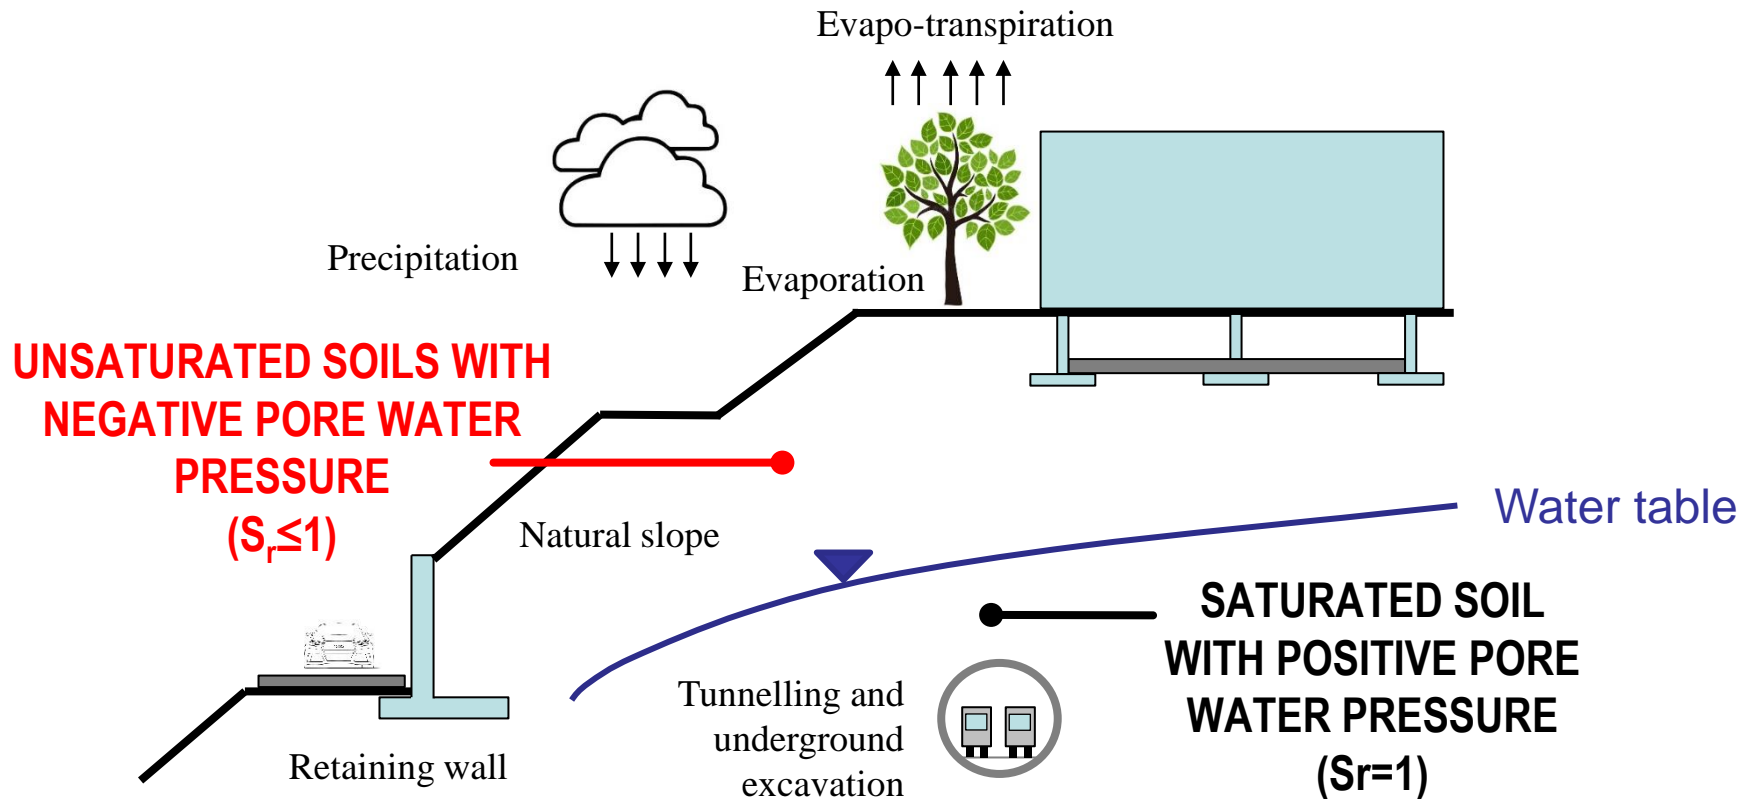 Evapo-transpiration
Precipitation
Evaporation
UNSATURATED SOILS WITH
NEGATIVE PORE WATER
PRESSURE
(Sr≤1)
Natural slope
Water table
SATURATED SOIL
WITH POSITIVE PORE
WATER PRESSURE
(Sr=1)
Tunnelling and
underground
excavation
Retaining wall